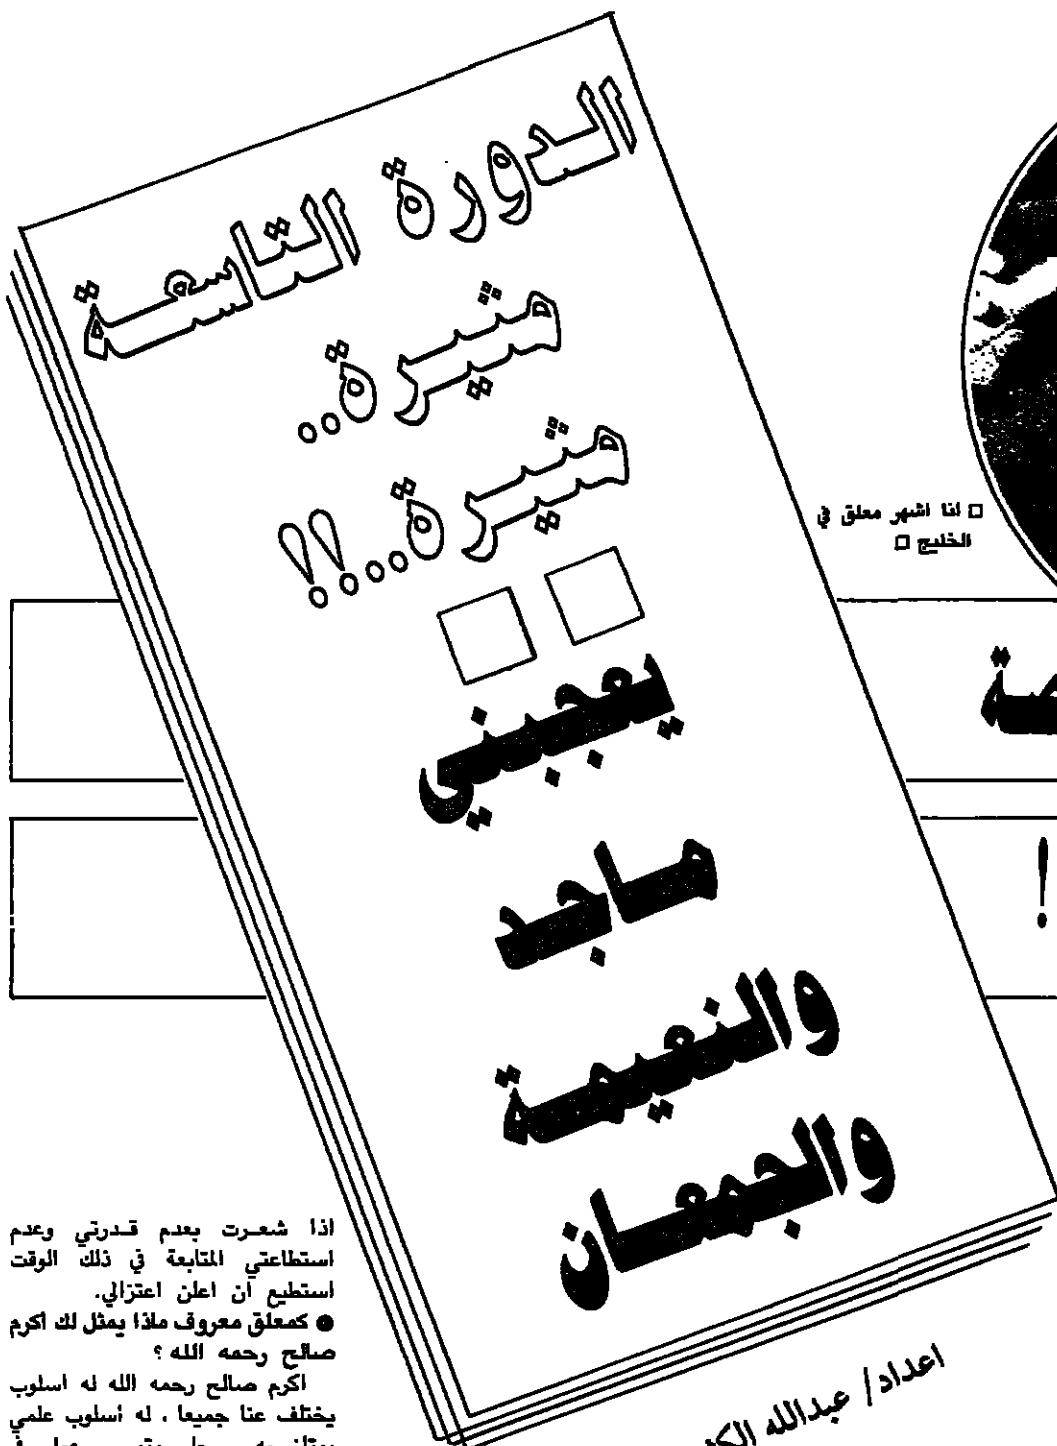 الدورة التاسعة
مثيرة..
مثيرة...!!
يعجبني
ماجد
والنعيمة
والجمعان
□ انا اشهر معلق في
الخليج □
!
اذا شعرت بعدم قدرتي وعدم
استطاعتي المتابعة في ذلك الوقت
استطيع ان اعلن اعتزالي.
● كمعلق معروف ماذا يمثل لك اكرم
صالح رحمه الله ؟
اكرم صالح رحمه الله له اسلوب
يختلف عنا جميعا ، له أسلوب علمي
اعداد/ عبدالله